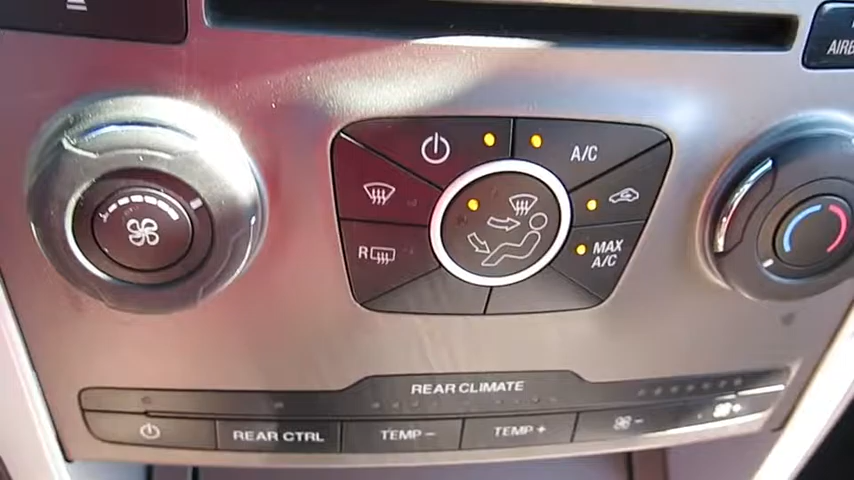 AIRB
A/C
R
MAX
A/C
REAR CLIMATE
REAR CTRL
TEMP −
TEMP +
−
+